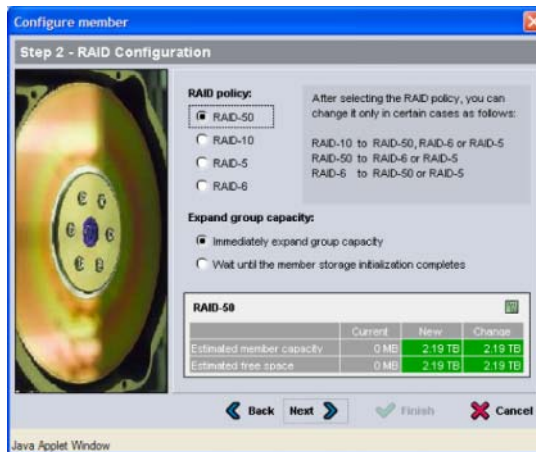 Configure member
Step 2 - RAID Configuration
RAID policy:
RAID-50
RAID-10
RAID-5
RAID-6
After selecting the RAID policy, you can
change it only in certain cases as follows:
RAID-10 to RAID-50, RAID-6 or RAID-5
RAID-50 to RAID-6 or RAID-5
RAID-6 to RAID-50 or RAID-5
Expand group capacity:
Immediately expand group capacity
Wait until the member storage initialization completes
RAID-50
Current New Change
Estimated member capacity 0 MB 2.19 TB 2.19 TB
Estimated free space 0 MB 2.19 TB 2.19 TB
Back Next Finish Cancel
Java Applet Window